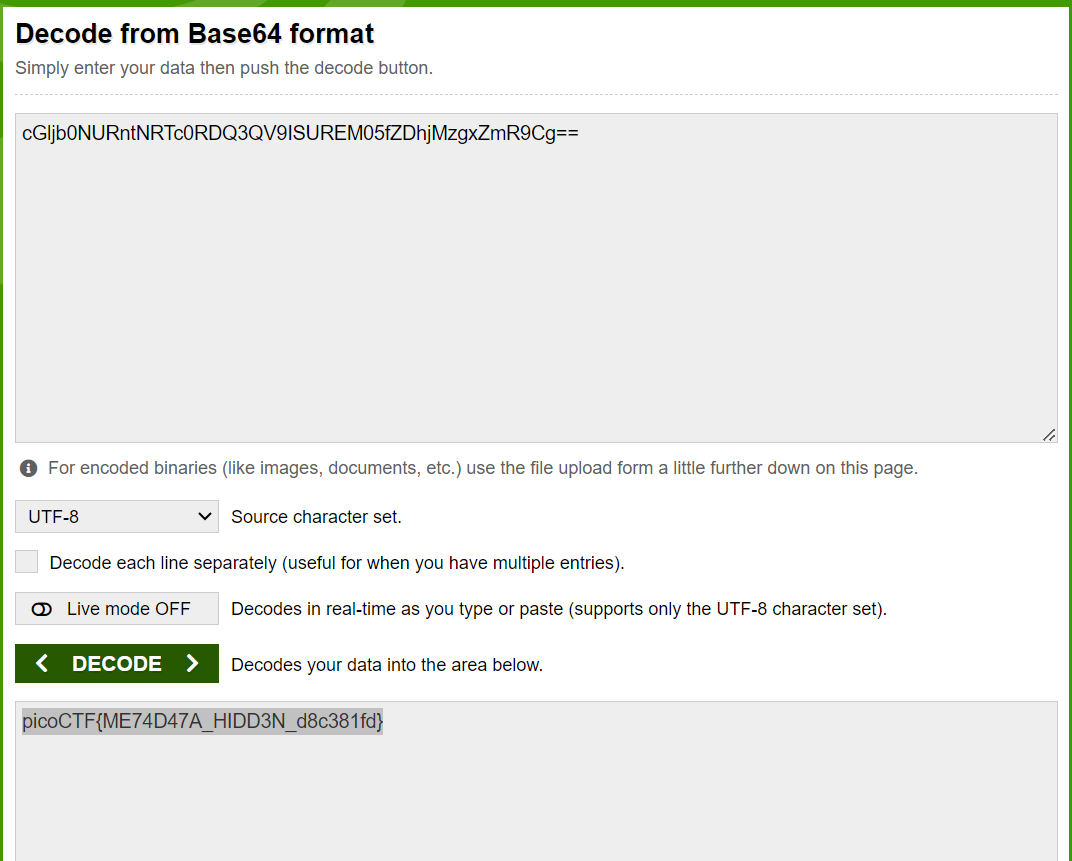 Decode from Base64 format
Simply enter your data then push the decode button.
cGljb0NURntNRTc0RDQ3QV9ISUREM05fZDhjMzgxZmR9Cg==
For encoded binaries (like images, documents, etc.) use the file upload form a little further down on this page.
UTF-8 Source character set.
Decode each line separately (useful for when you have multiple entries).
Live mode OFF Decodes in real-time as you type or paste (supports only the UTF-8 character set).
< DECODE > Decodes your data into the area below.
picoCTF{ME74D47A_HIDD3N_d8c381fd}